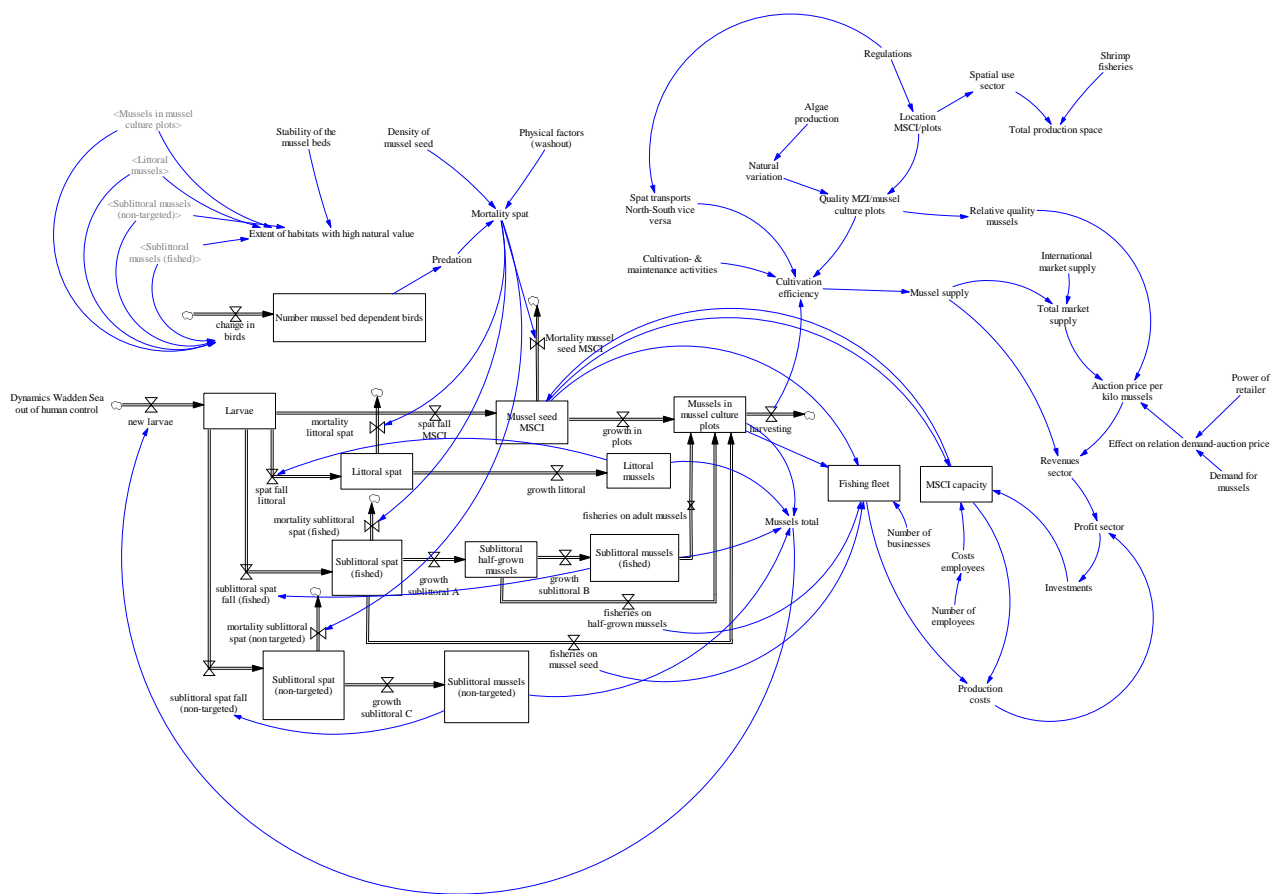 Regulations
Shrimp
fisheries
Spatial use
sector
Algae
production
Location
MSCI/plots
Total production space
<Mussels in mussel
culture plots>
Stability of the
mussel beds
Density of
mussel seed
Physical factors
(washout)
<Littoral
mussels>
Natural
variation
<Sublittoral mussels
(non-targeted)>
Mortality spat
Spat transports
North-South vice
versa
Quality MZI/mussel
culture plots
Relative quality
mussels
Extent of habitats with high natural value
<Sublittoral
mussels (fished)>
Predation
Cultivation- &
maintenance activities
International
market supply
Cultivation
efficiency
Mussel supply
Total market
supply
Number mussel bed dependent birds
change in
birds
Mortality mussel
seed MSCI
Dynamics Wadden Sea
out of human control
new larvae
Larvae
mortality
littoral spat
spat fall
MSCI
Mussel seed
MSCI
growth in
plots
Mussels in
mussel culture
plots
harvesting
Auction price per
kilo mussels
Power of
retailer
Effect on relation demand-auction price
Demand for
mussels
Revenues
sector
spat fall
littoral
Littoral spat
growth littoral
Littoral
mussels
Fishing fleet
MSCI capacity
fisheries on adult mussels
Mussels total
Number of
businesses
Profit sector
mortality sublittoral
spat (fished)
Sublittoral spat
(fished)
growth
sublittoral A
Sublittoral
half-grown
mussels
growth
sublittoral B
Sublittoral mussels
(fished)
Costs
employees
Investments
sublittoral spat
fall (fished)
fisheries on
half-grown mussels
Number of
employees
mortality sublittoral
spat (non targeted)
fisheries on
mussel seed
Sublittoral spat
(non-targeted)
growth
sublittoral C
Sublittoral mussels
(non-targeted)
sublittoral spat fall
(non-targeted)
Production
costs